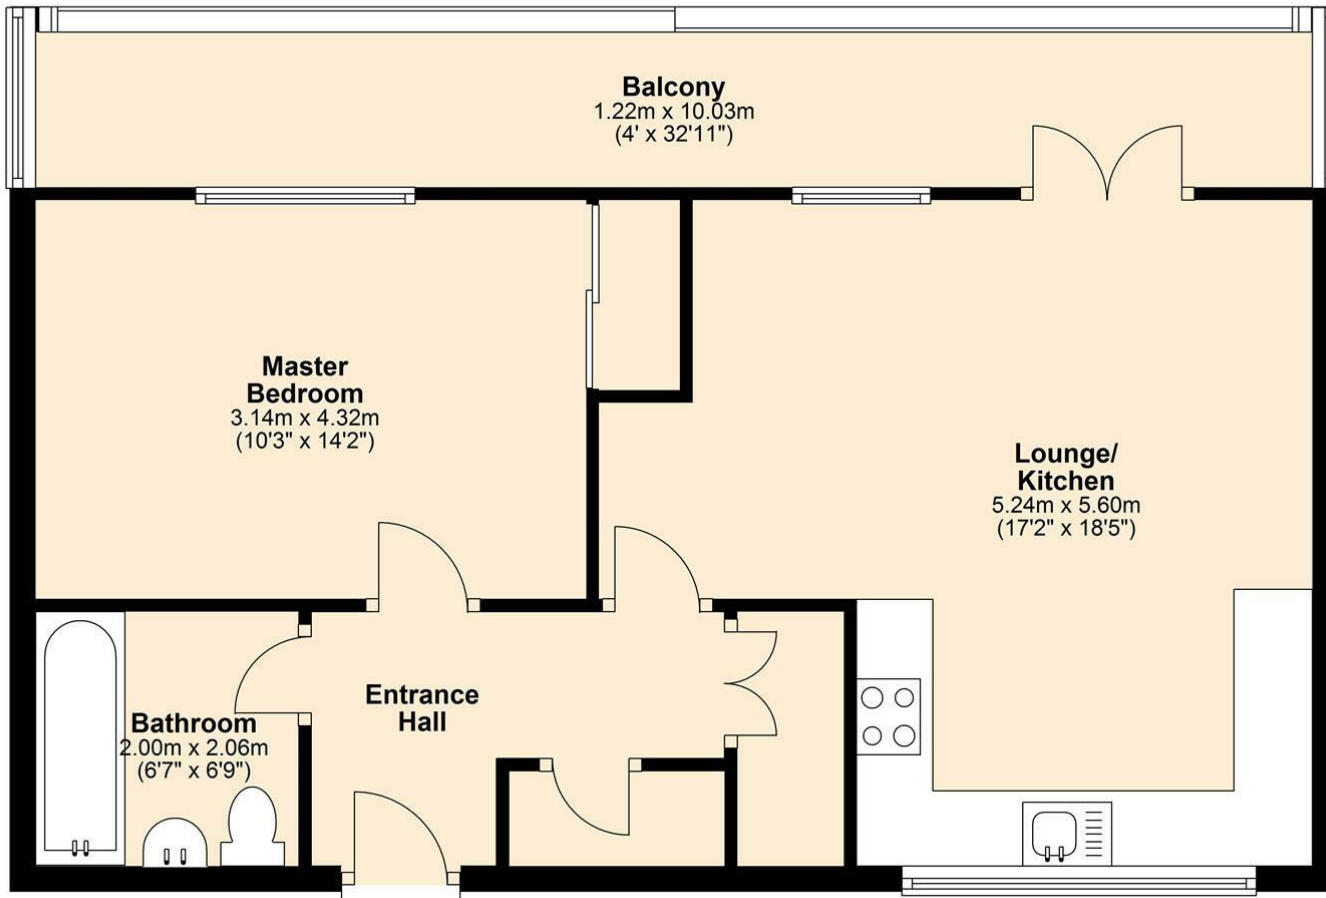 Balcony
1.22m x 10.03m
(4' x 32'11")
Master
Bedroom
3.14m x 4.32m
(10'3" x 14'2")
Lounge/
Kitchen
5.24m x 5.60m
(17'2" x 18'5")
Entrance
Hall
Bathroom
2.00m x 2.06m
(6'7" x 6'9")